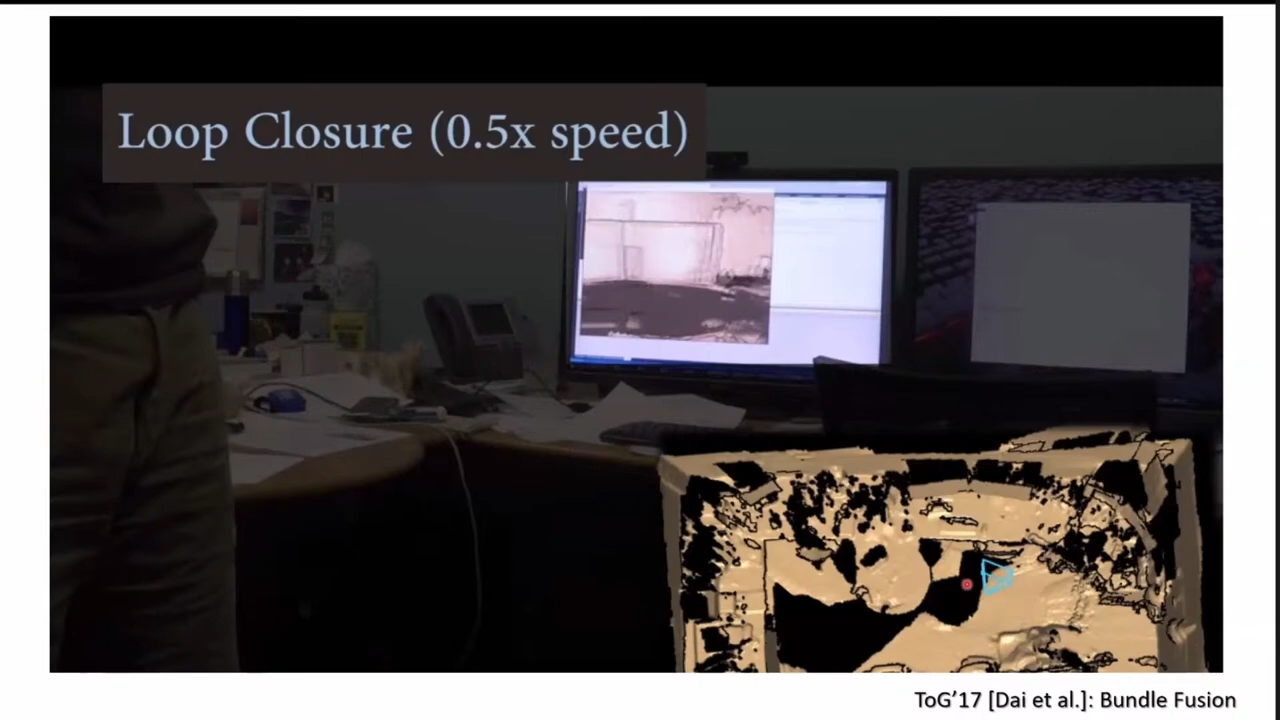 Loop Closure (0.5x speed)
ToG'17 [Dai et al.]: Bundle Fusion